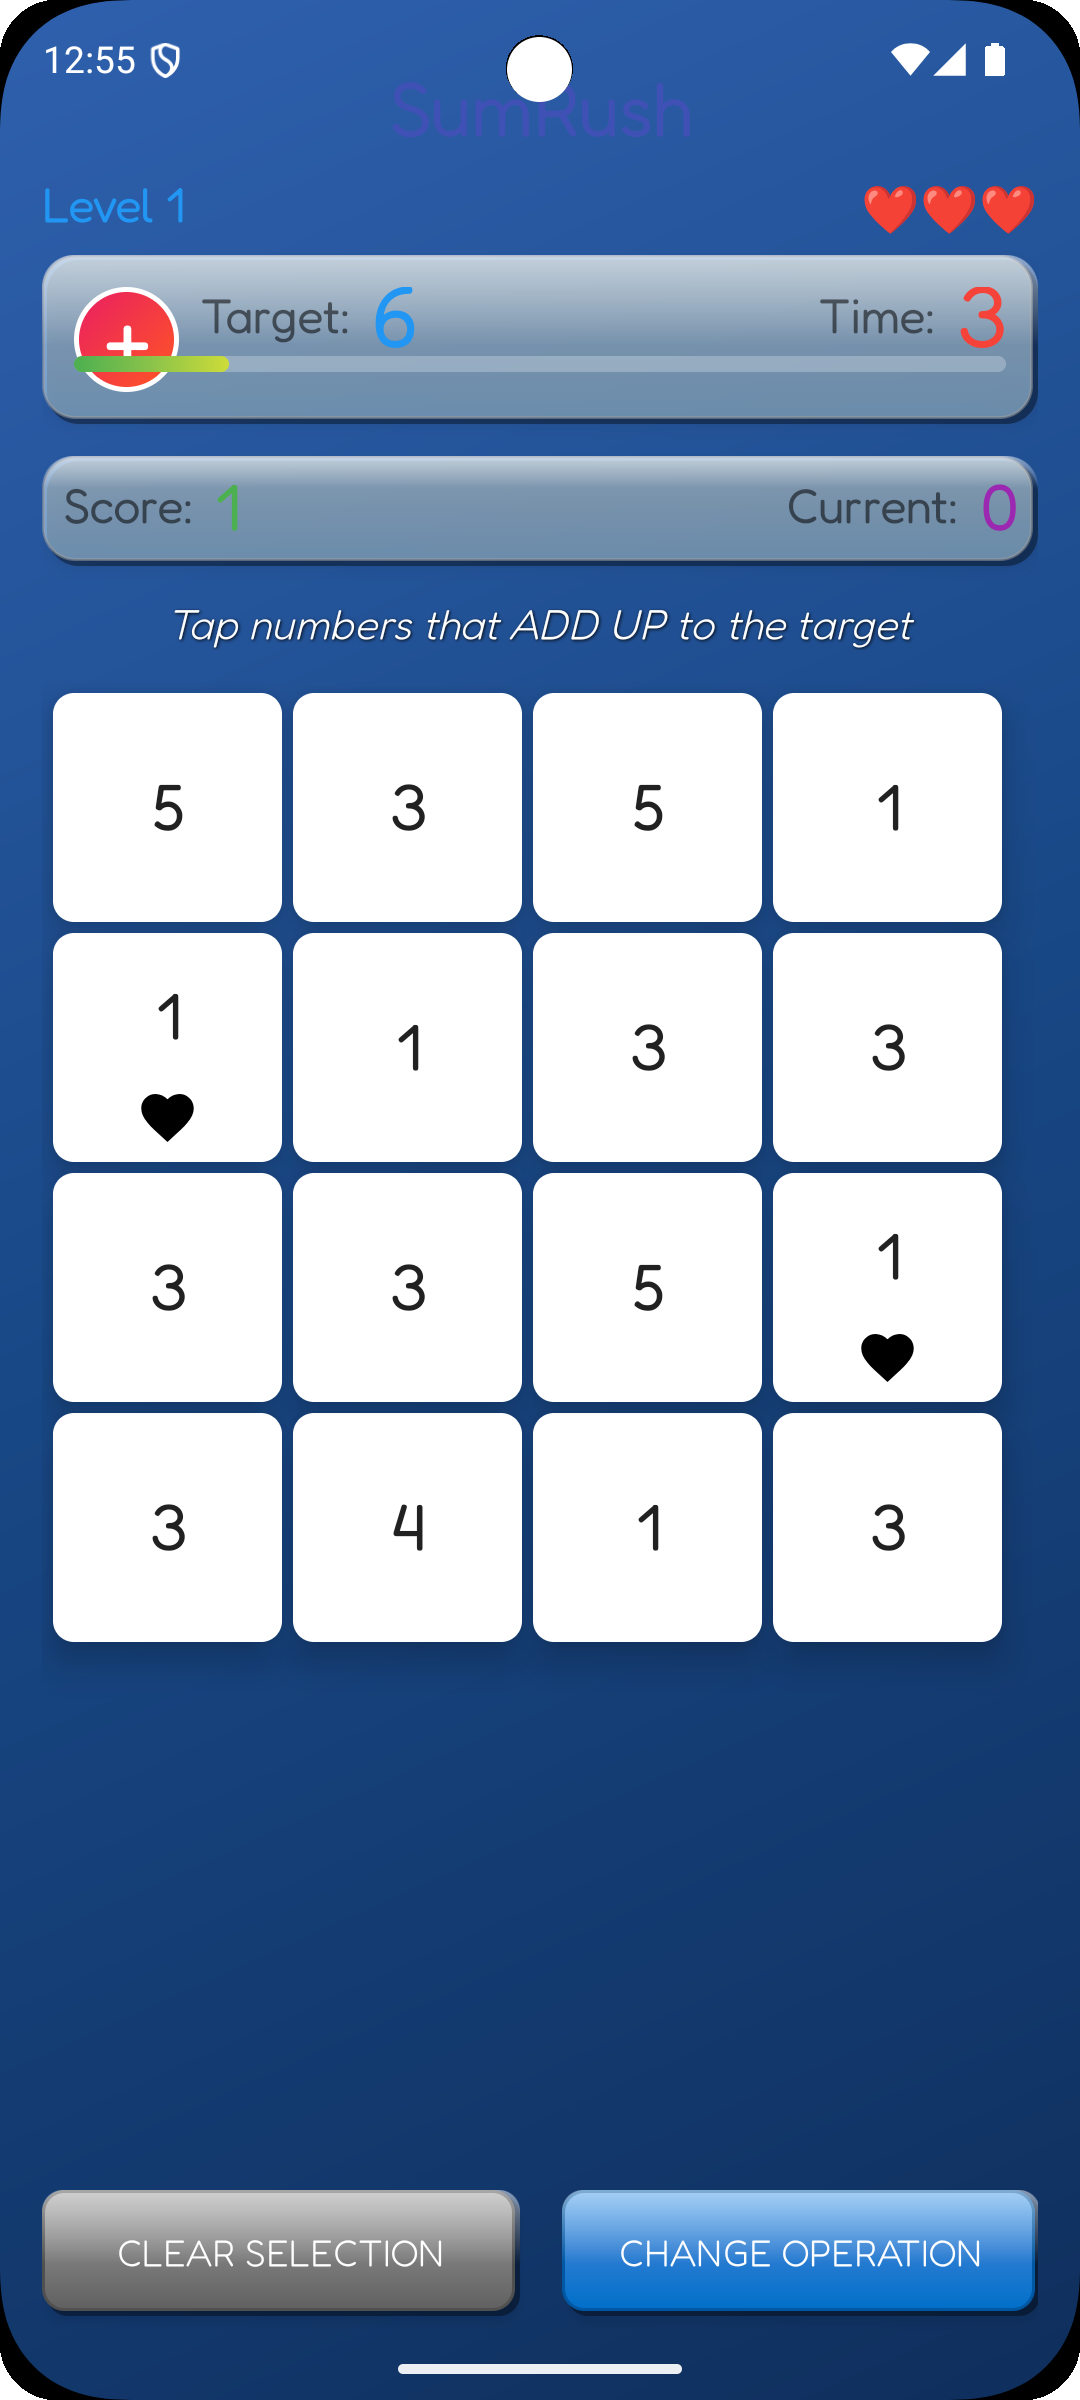 12:55
SumRush
Level 1
Target: 6 Time: 3
+
Score: 1 Current: 0
Tap numbers that ADD UP to the target
5 3 5 1
1 1 3 3
3 3 5 1
3 4 1 3
CLEAR SELECTION CHANGE OPERATION